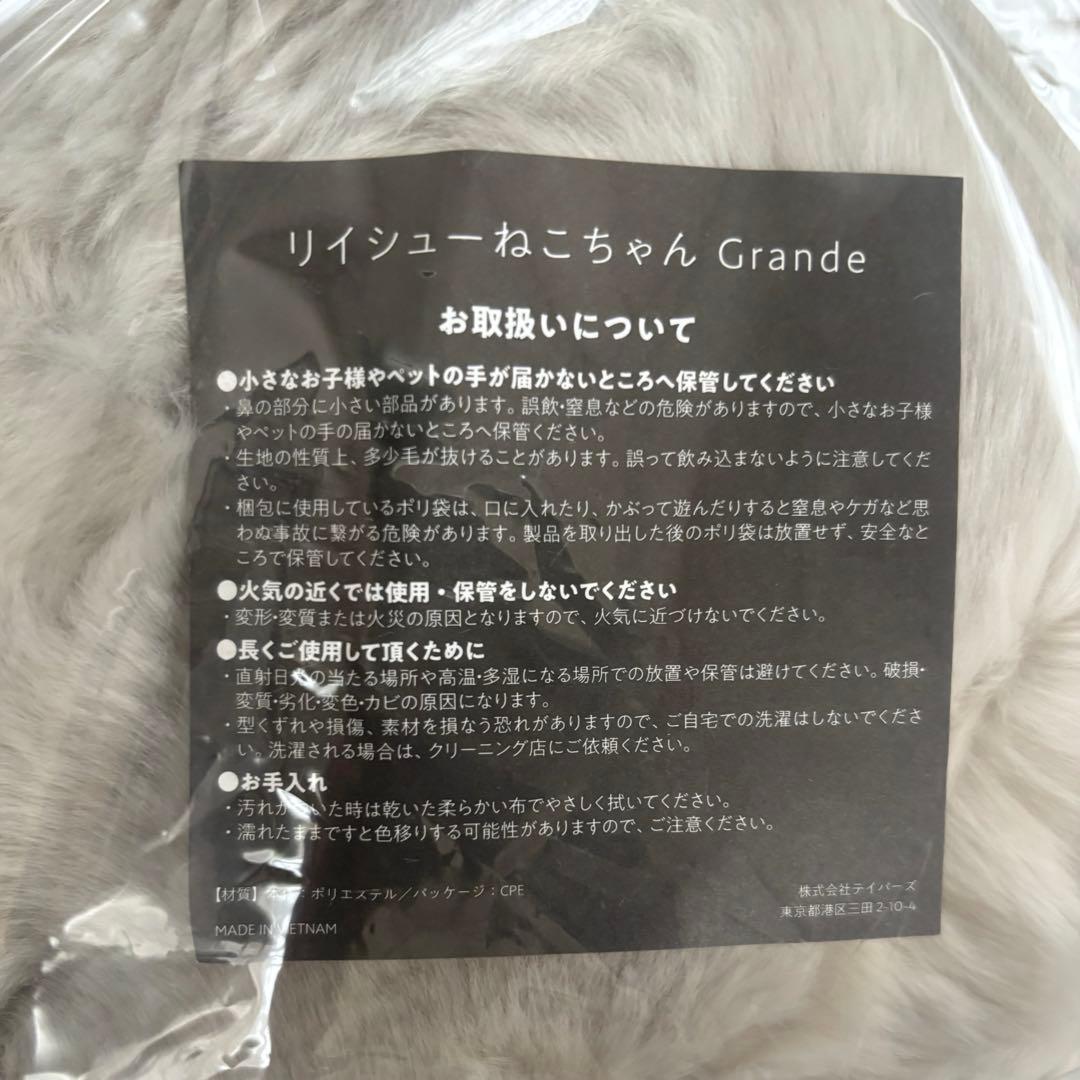 リイシューねこちゃん Grande
お取扱いについて
●小さなお子様やペットの手が届かないところへ保管してください
・鼻の部分に小さい部品があります。誤飲・窒息などの危険がありますので、小さなお子様
やペットの手の届かないところへ保管ください。
・生地の性質上、多少毛が抜けることがあります。誤って飲み込まないように注意してくだ
さい。
・梱包に使用しているポリ袋は、口に入れたり、かぶって遊んだりすると窒息やケガなど思
わぬ事故に繋がる危険があります。製品を取り出した後のポリ袋は放置せず、安全なと
ころで保管してください。
●火気の近くでは使用・保管をしないでください
・変形・変質または火災の原因となりますので、火気に近づけないでください。
●長くご使用して頂くために
・直射日光の当たる場所や高温・多湿になる場所での放置や保管は避けてください。破損・
変質・劣化・変色・カビの原因になります。
・型くずれや損傷、素材を損なう恐れがありますので、ご自宅での洗濯はしないでくださ
い。洗濯される場合は、クリーニング店にご依頼ください。
●お手入れ
・汚れがついた時は乾いた柔らかい布でやさしく拭いてください。
・濡れたままですと色移りする可能性がありますので、ご注意ください。
【材質】本体：ポリエステル／パッケージ：CPE
MADE IN VIETNAM
株式会社テイパーズ
東京都港区三田 2-10-4